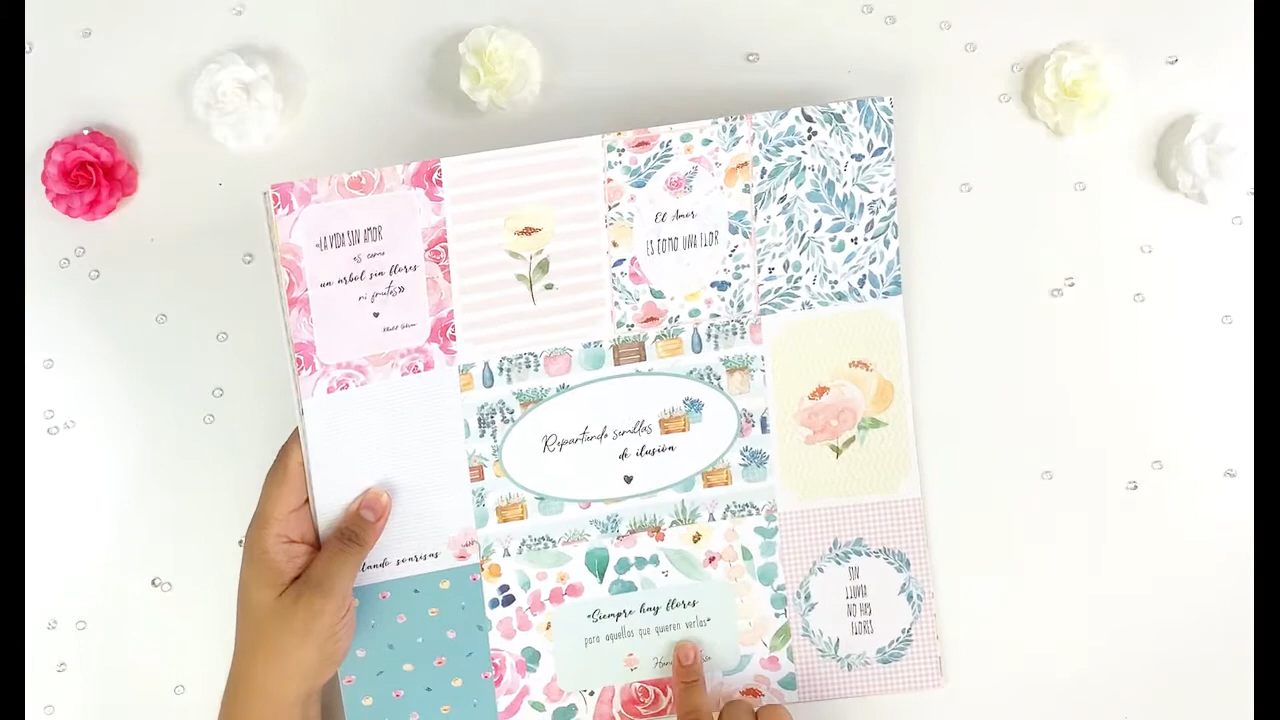 «LA VIDA SIN AMOR
es como
un árbol sin flores
ni frutos»
El Amor
ES COMO UNA FLOR
Repartiendo semillas
de ilusión
sonrisas
«Siempre hay flores
para aquellos que quieren verlas»
SIN
LLUVIA
NO HAY
FLORES